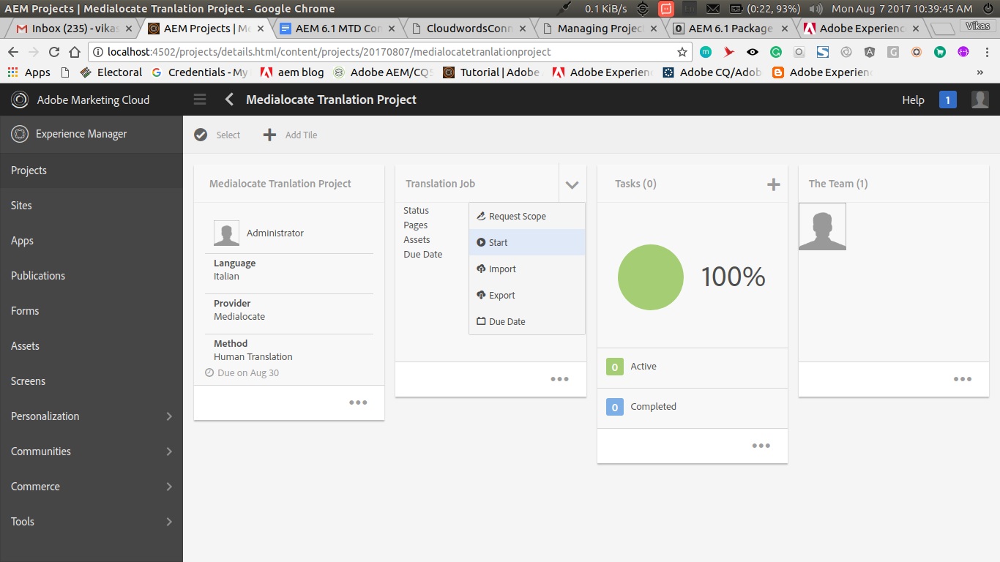 AEM Projects | Medialocate Tranlation Project - Google Chrome
0.1 KiB/s
(0:22, 93%)
Mon Aug 7 2017 10:39:45 AM
Inbox (235) - vika
AEM Projects | Me
AEM 6.1 MTD Con
CloudwordsConn
Managing Project
AEM 6.1 Package
Adobe Experienc
Vikas
localhost:4502/projects/details.html/content/projects/20170807/medialocatetranlationproject
Apps
Electoral
Credentials - My
aem blog
Adobe AEM/CQ5
Tutorial | Adobe
Adobe Experien
Adobe CQ/Adob
Adobe Experien
»
Adobe Marketing Cloud
Medialocate Tranlation Project
Help
1
Experience Manager
Select
Add Tile
Projects
Sites
Apps
Publications
Forms
Assets
Screens
Personalization
Communities
Commerce
Tools
Medialocate Tranlation Project
Administrator
Language
Italian
Provider
Medialocate
Method
Human Translation
Due on Aug 30
Translation Job
Status
Pages
Assets
Due Date
Request Scope
Start
Import
Export
Due Date
Tasks (0)
100%
0 Active
0 Completed
The Team (1)